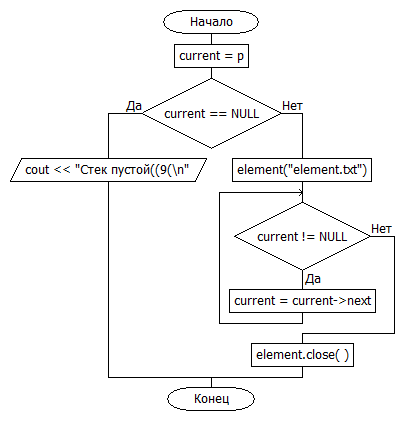 Начало
current = p
Да
Нет
current == NULL
cout << "Стек пустой((9(\n"
element("element.txt")
Нет
current != NULL
Да
current = current->next
element.close( )
Конец